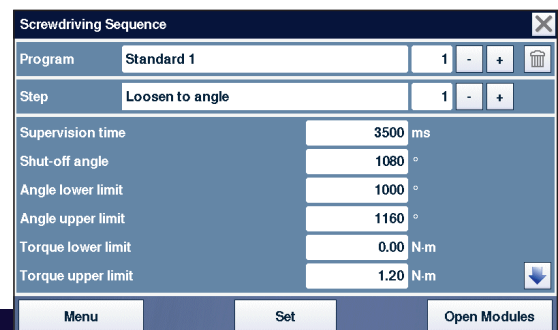 Screwdriving Sequence
Program Standard 1 1 - +
Step Loosen to angle 1 - +
Supervision time 3500 ms
Shut-off angle 1080 °
Angle lower limit 1000 °
Angle upper limit 1160 °
Torque lower limit 0.00 N·m
Torque upper limit 1.20 N·m
Menu Set Open Modules